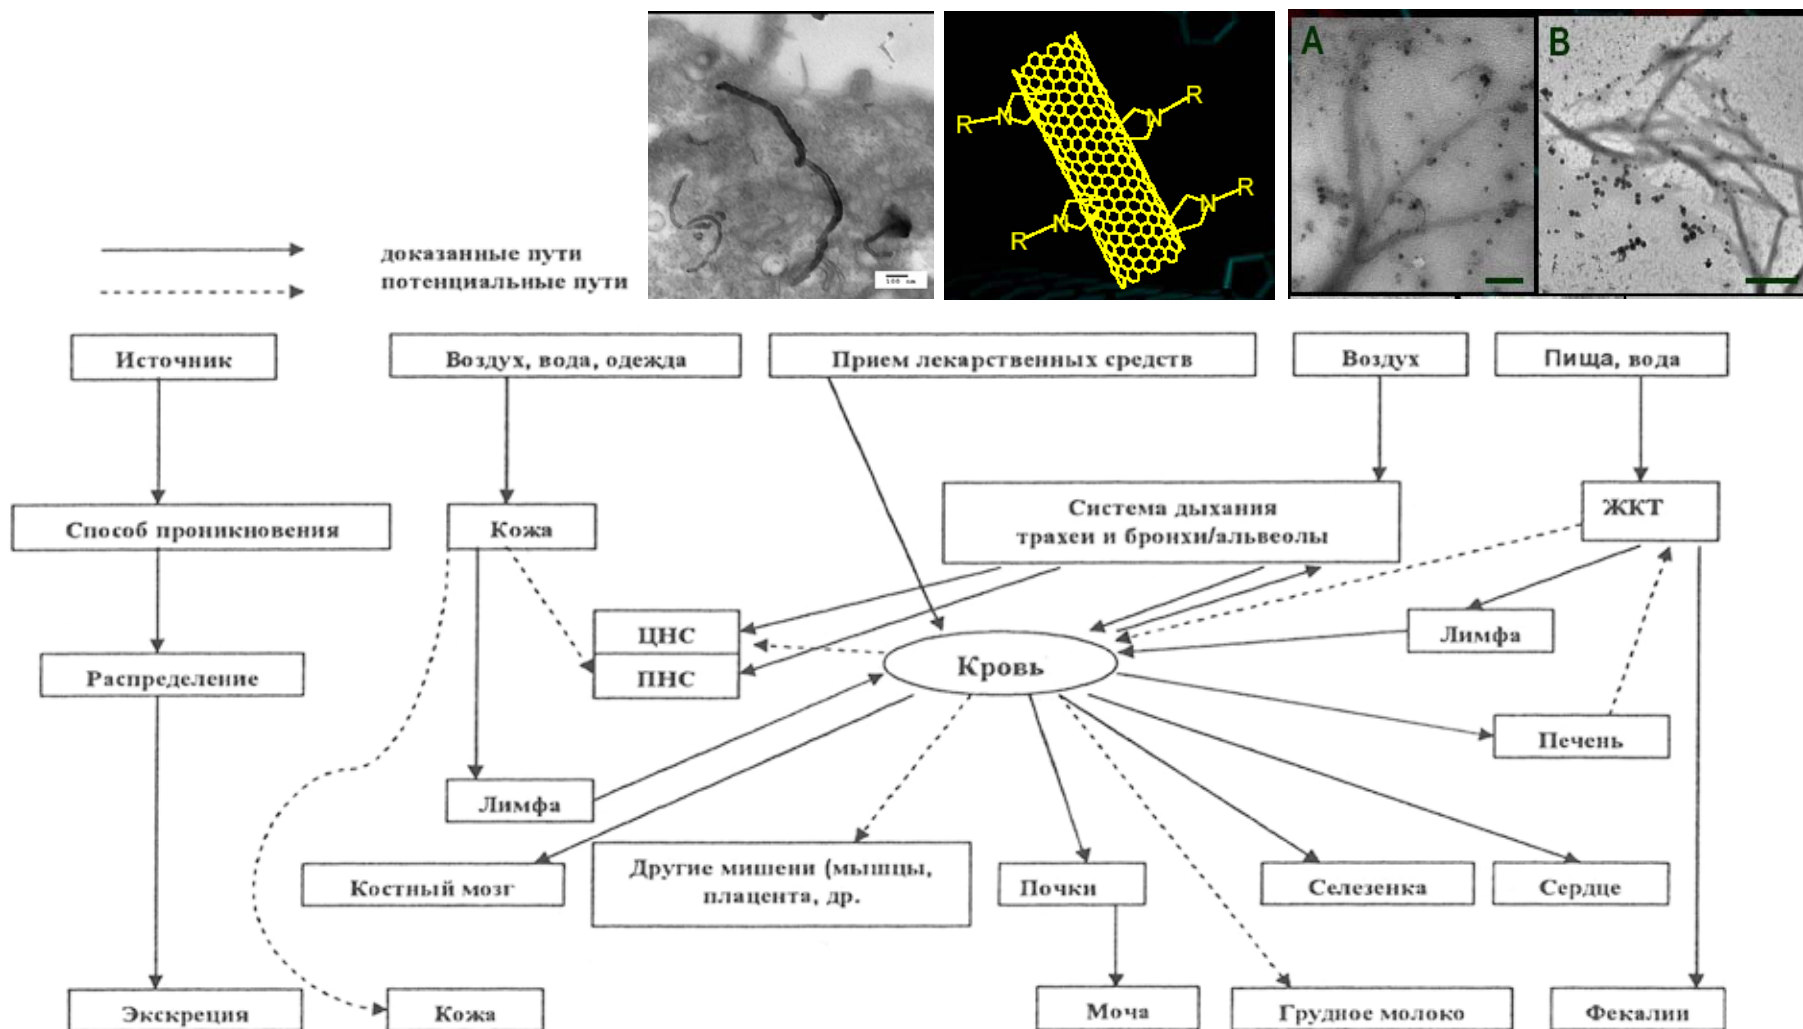 A
B
R
N
N
R
R
N
N
R
100 nm
доказанные пути
потенциальные пути
Источник
Воздух, вода, одежда
Прием лекарственных средств
Воздух
Пища, вода
Способ проникновения
Кожа
Система дыхания
трахеи и бронхи/альвеолы
ЖКТ
ЦНС
ПНС
Кровь
Лимфа
Распределение
Печень
Лимфа
Костный мозг
Другие мишени (мышцы,
плацента, др.
Почки
Селезенка
Сердце
Экскреция
Кожа
Моча
Грудное молоко
Фекалии